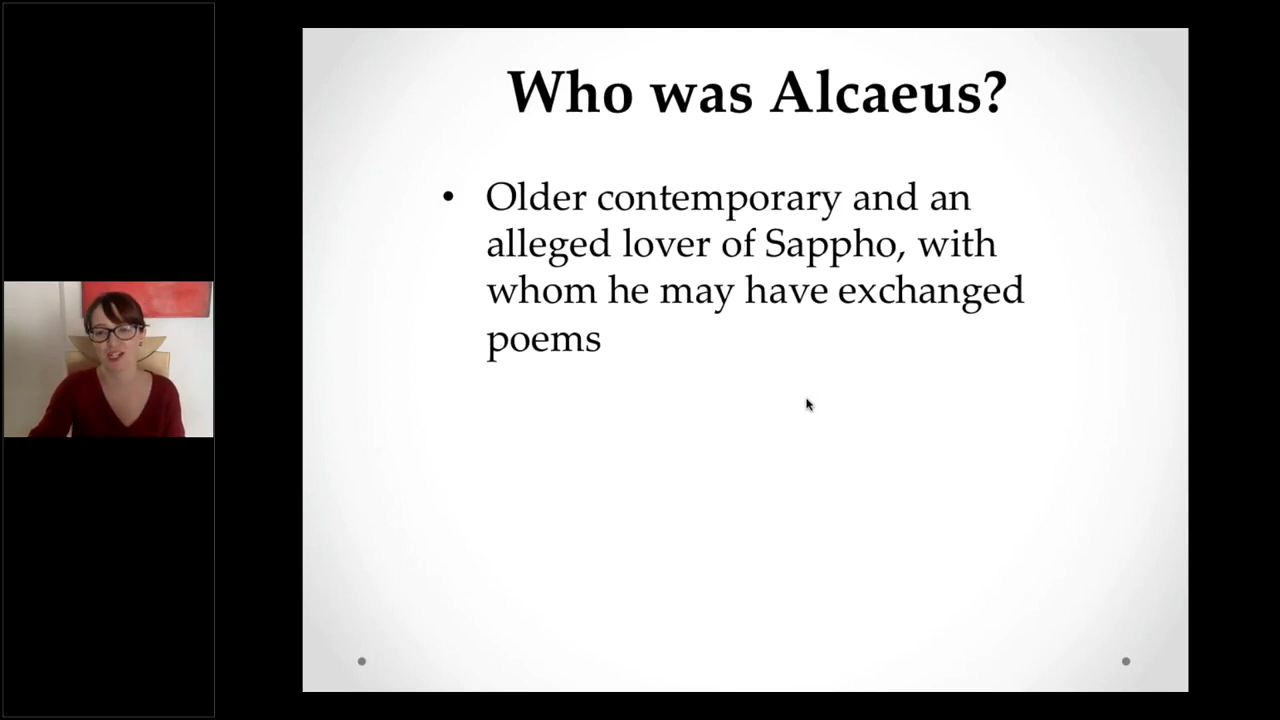 Who was Alcaeus?
• Older contemporary and an
alleged lover of Sappho, with
whom he may have exchanged
poems